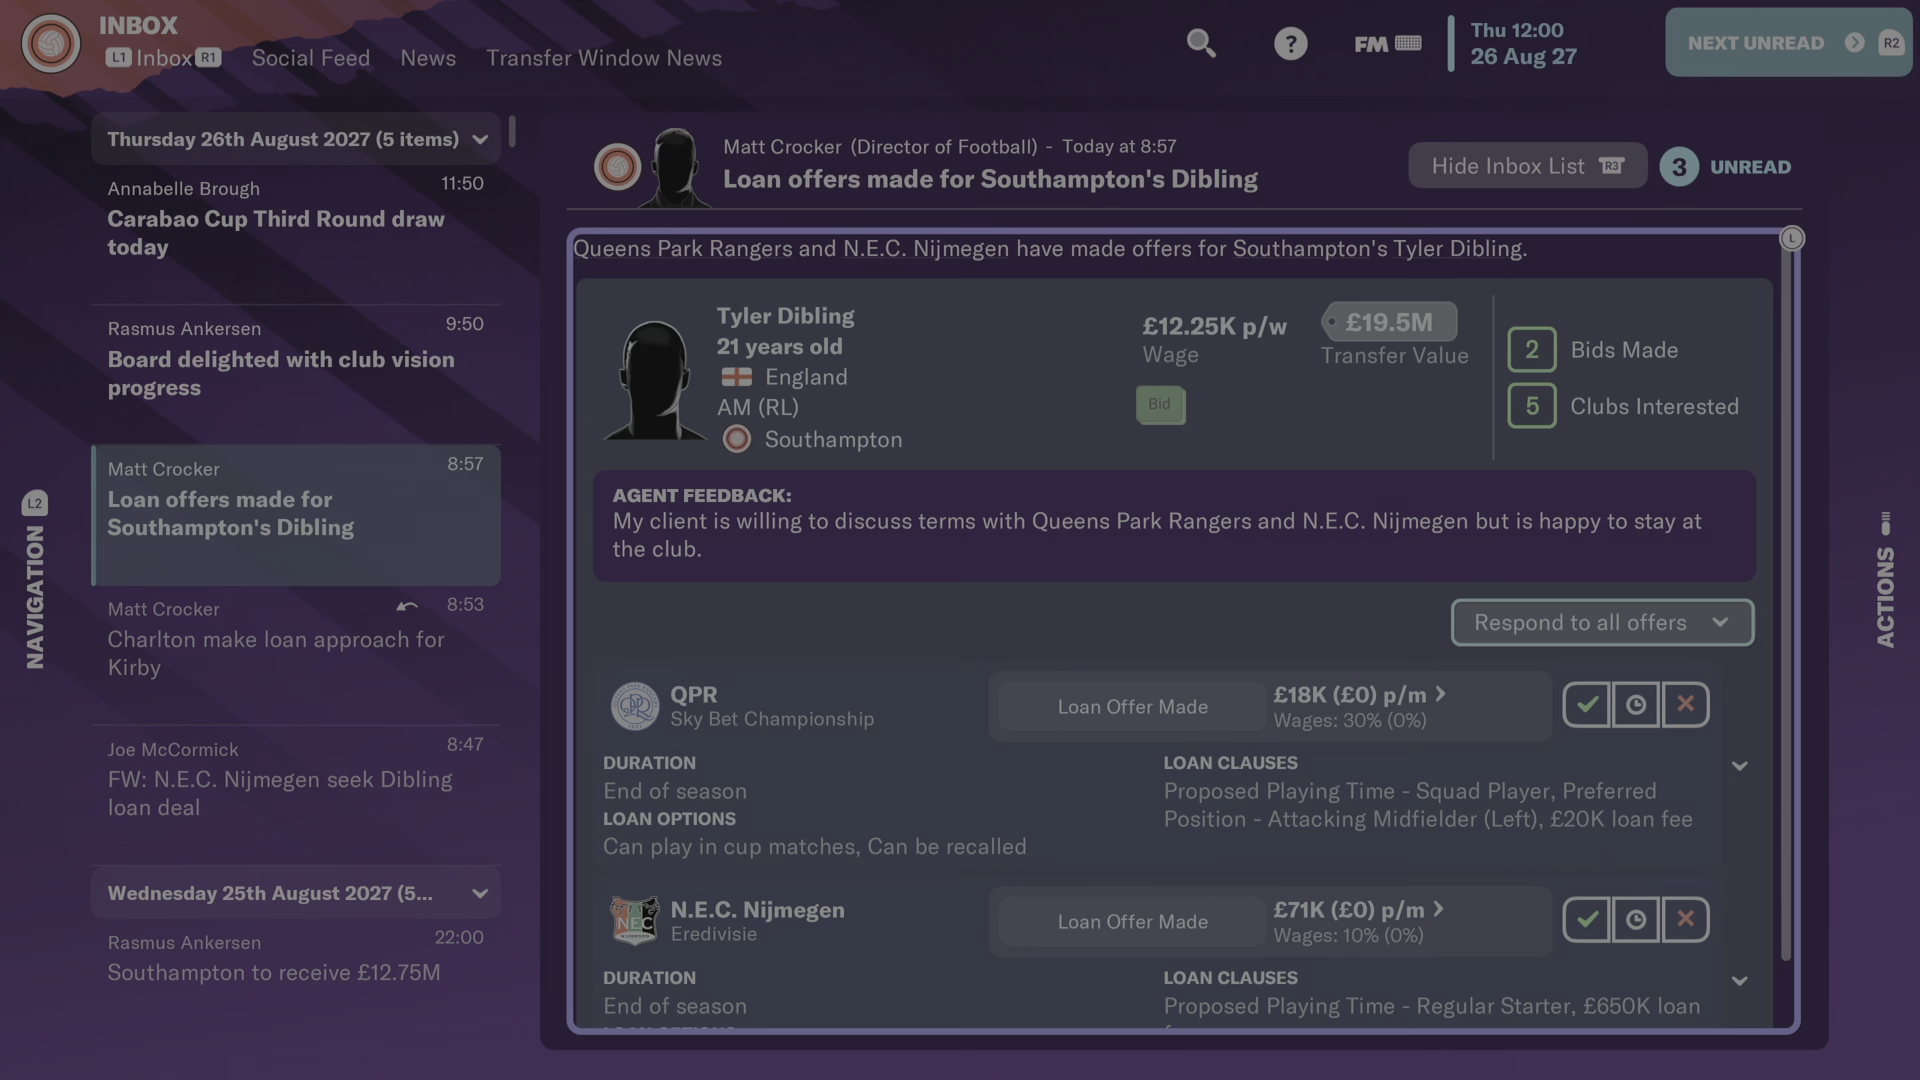 INBOX
L1 Inbox R1 Social Feed News Transfer Window News
? FM
Thu 12:00
26 Aug 27
NEXT UNREAD R2
Thursday 26th August 2027 (5 items)
Annabelle Brough 11:50
Carabao Cup Third Round draw
today
Rasmus Ankersen 9:50
Board delighted with club vision
progress
Matt Crocker 8:57
Loan offers made for
Southampton's Dibling
Matt Crocker 8:53
Charlton make loan approach for
Kirby
Joe McCormick 8:47
FW: N.E.C. Nijmegen seek Dibling
loan deal
Wednesday 25th August 2027 (5...
Rasmus Ankersen 22:00
Southampton to receive £12.75M
L2
NAVIGATION
ACTIONS
Matt Crocker (Director of Football) - Today at 8:57
Loan offers made for Southampton's Dibling
Hide Inbox List R3
3 UNREAD
L
Queens Park Rangers and N.E.C. Nijmegen have made offers for Southampton's Tyler Dibling.
Tyler Dibling
21 years old
England
AM (RL)
Southampton
£12.25K p/w
Wage
Bid
£19.5M
Transfer Value
2 Bids Made
5 Clubs Interested
AGENT FEEDBACK:
My client is willing to discuss terms with Queens Park Rangers and N.E.C. Nijmegen but is happy to stay at
the club.
Respond to all offers
QPR
Sky Bet Championship
Loan Offer Made
£18K (£0) p/m
Wages: 30% (0%)
DURATION
End of season
LOAN OPTIONS
Can play in cup matches, Can be recalled
LOAN CLAUSES
Proposed Playing Time - Squad Player, Preferred
Position - Attacking Midfielder (Left), £20K loan fee
NEC
N.E.C. Nijmegen
Eredivisie
Loan Offer Made
£71K (£0) p/m
Wages: 10% (0%)
DURATION
End of season
LOAN CLAUSES
Proposed Playing Time - Regular Starter, £650K loan